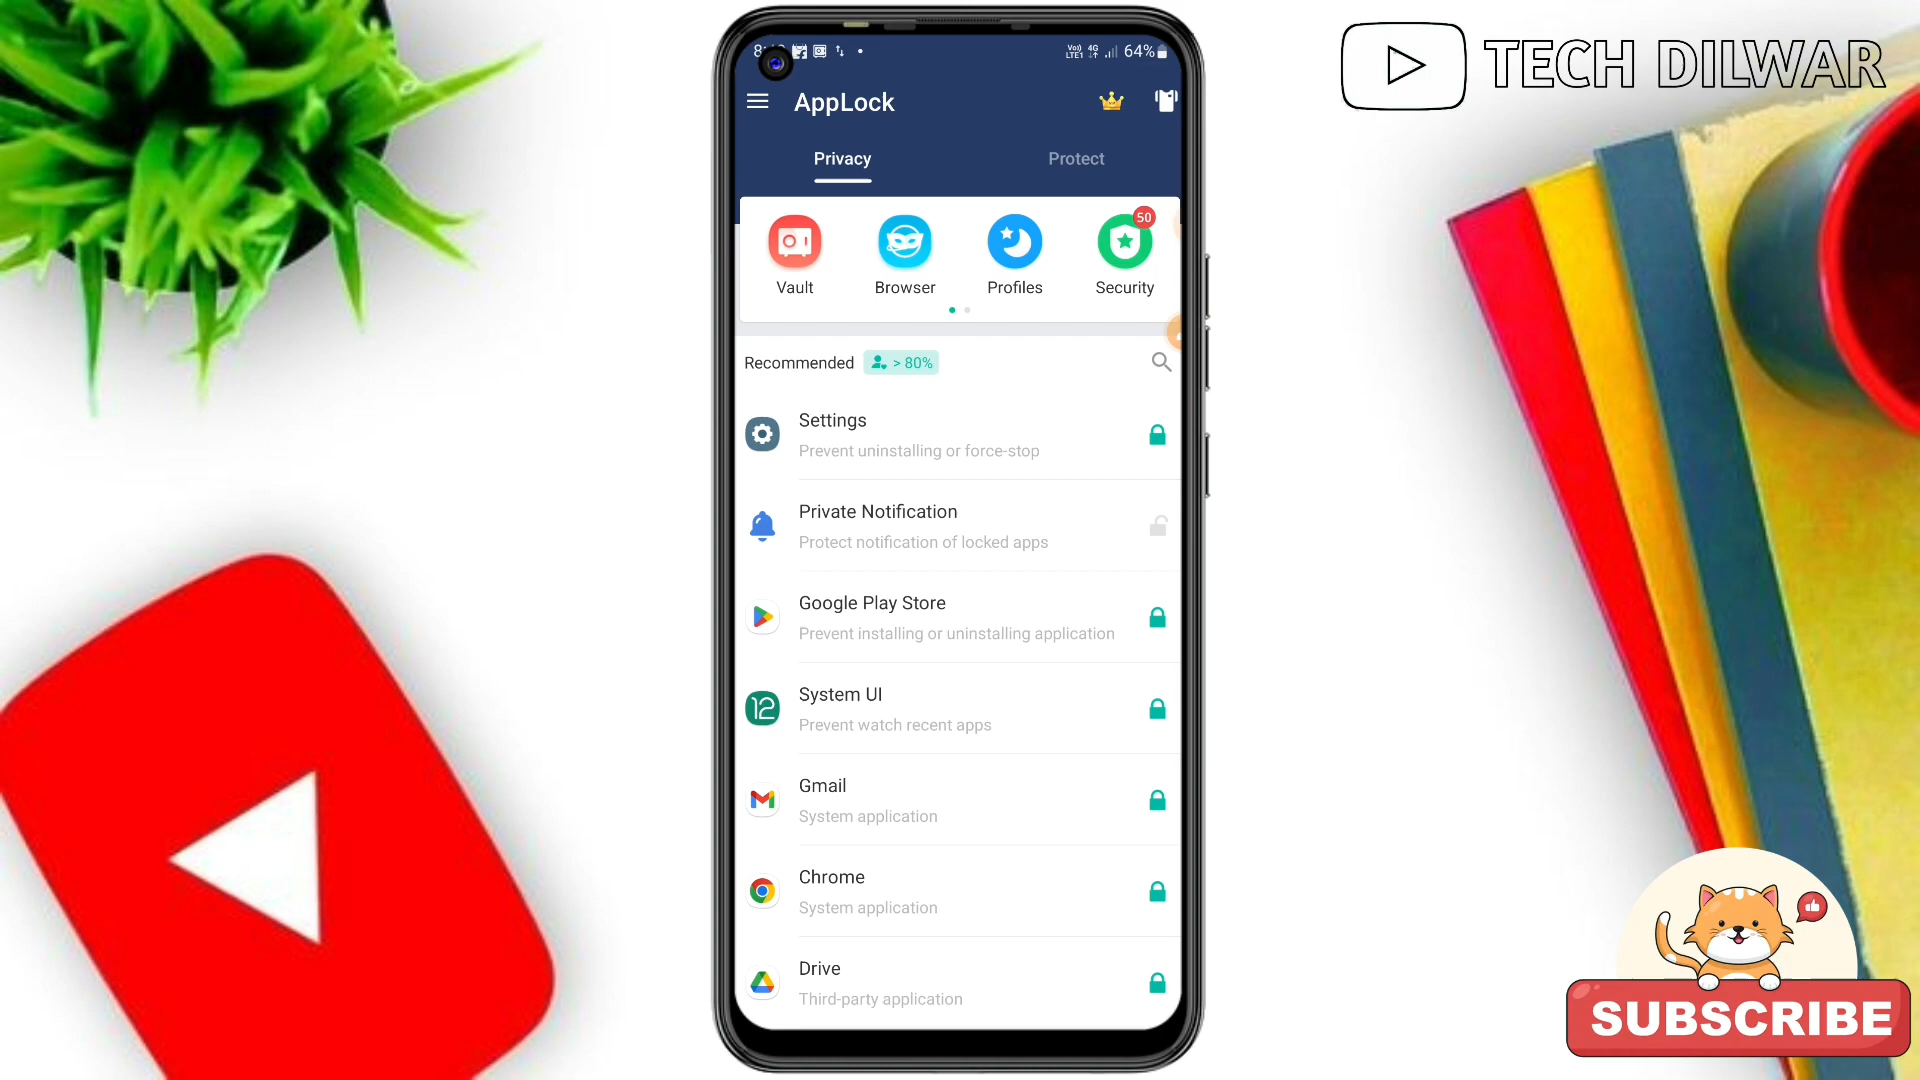 TECH DILWAR
64%
AppLock
Privacy
Protect
50
Vault
Browser
Profiles
Security
Recommended
> 80%
Settings
Prevent uninstalling or force-stop
Private Notification
Protect notification of locked apps
Google Play Store
Prevent installing or uninstalling application
12
System UI
Prevent watch recent apps
Gmail
System application
Chrome
System application
Drive
Third-party application
SUBSCRIBE